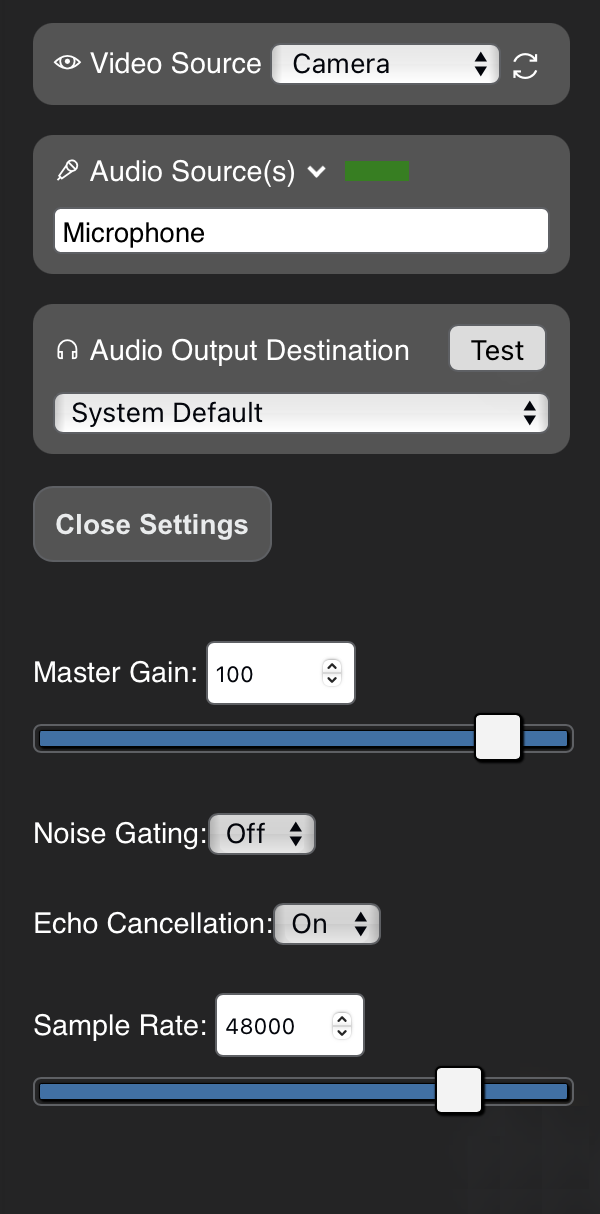 Video Source Camera
Audio Source(s)
Microphone
Audio Output Destination Test
System Default
Close Settings
Master Gain: 100
Noise Gating: Off
Echo Cancellation: On
Sample Rate: 48000